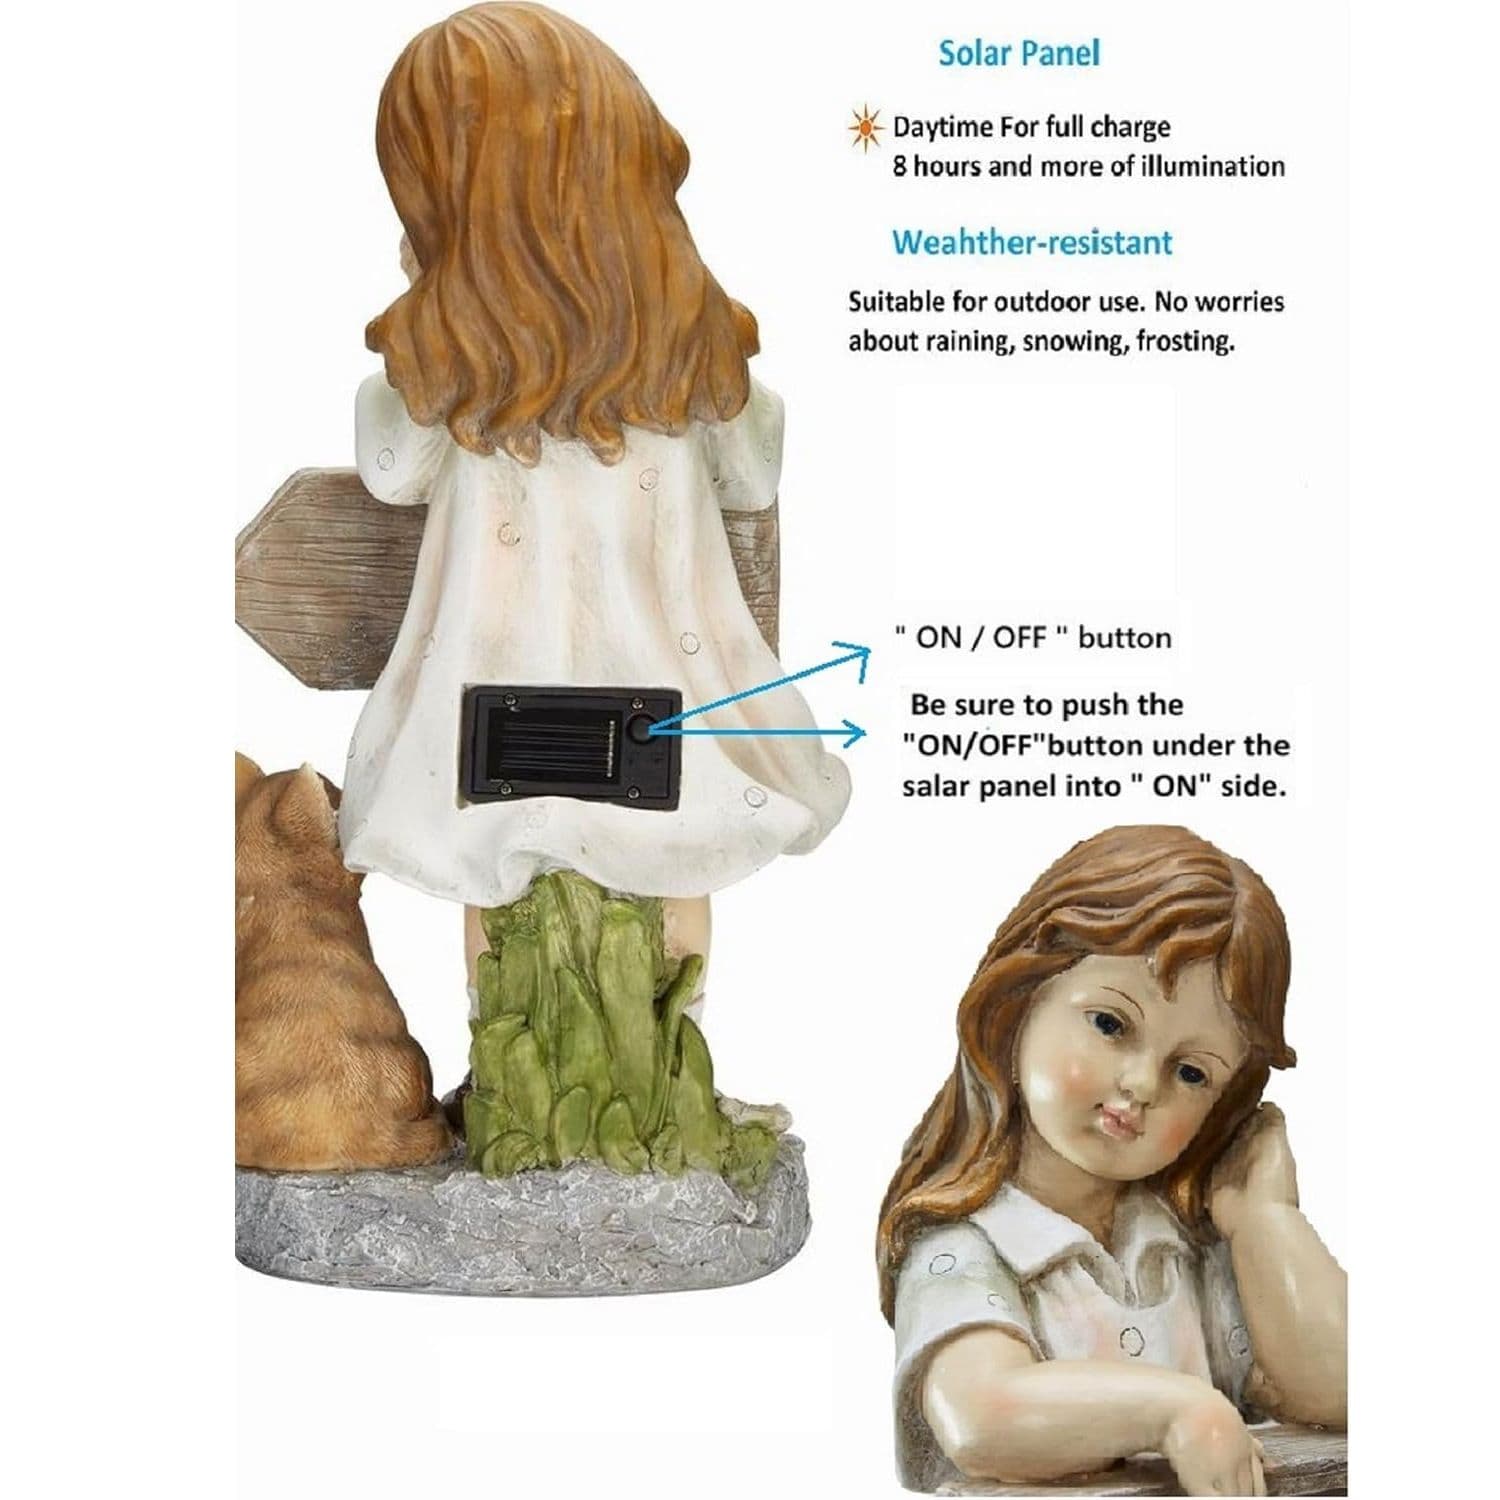 Solar Panel
Daytime For full charge
8 hours and more of illumination
Weahther-resistant
Suitable for outdoor use. No worries
about raining, snowing, frosting.
" ON / OFF " button
Be sure to push the
"ON/OFF"button under the
salar panel into " ON" side.